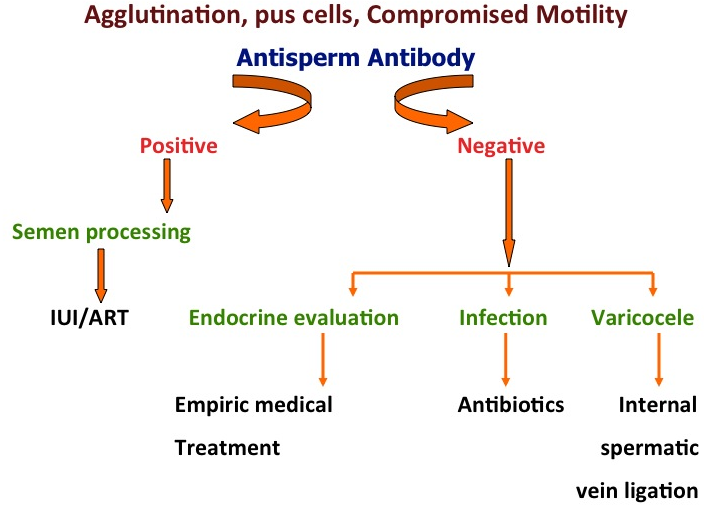 Agglutination, pus cells, Compromised Motility
Antisperm Antibody
Positive
Negative
Semen processing
IUI/ART
Endocrine evaluation
Infection
Varicocele
Empiric medical
Treatment
Antibiotics
Internal
spermatic
vein ligation